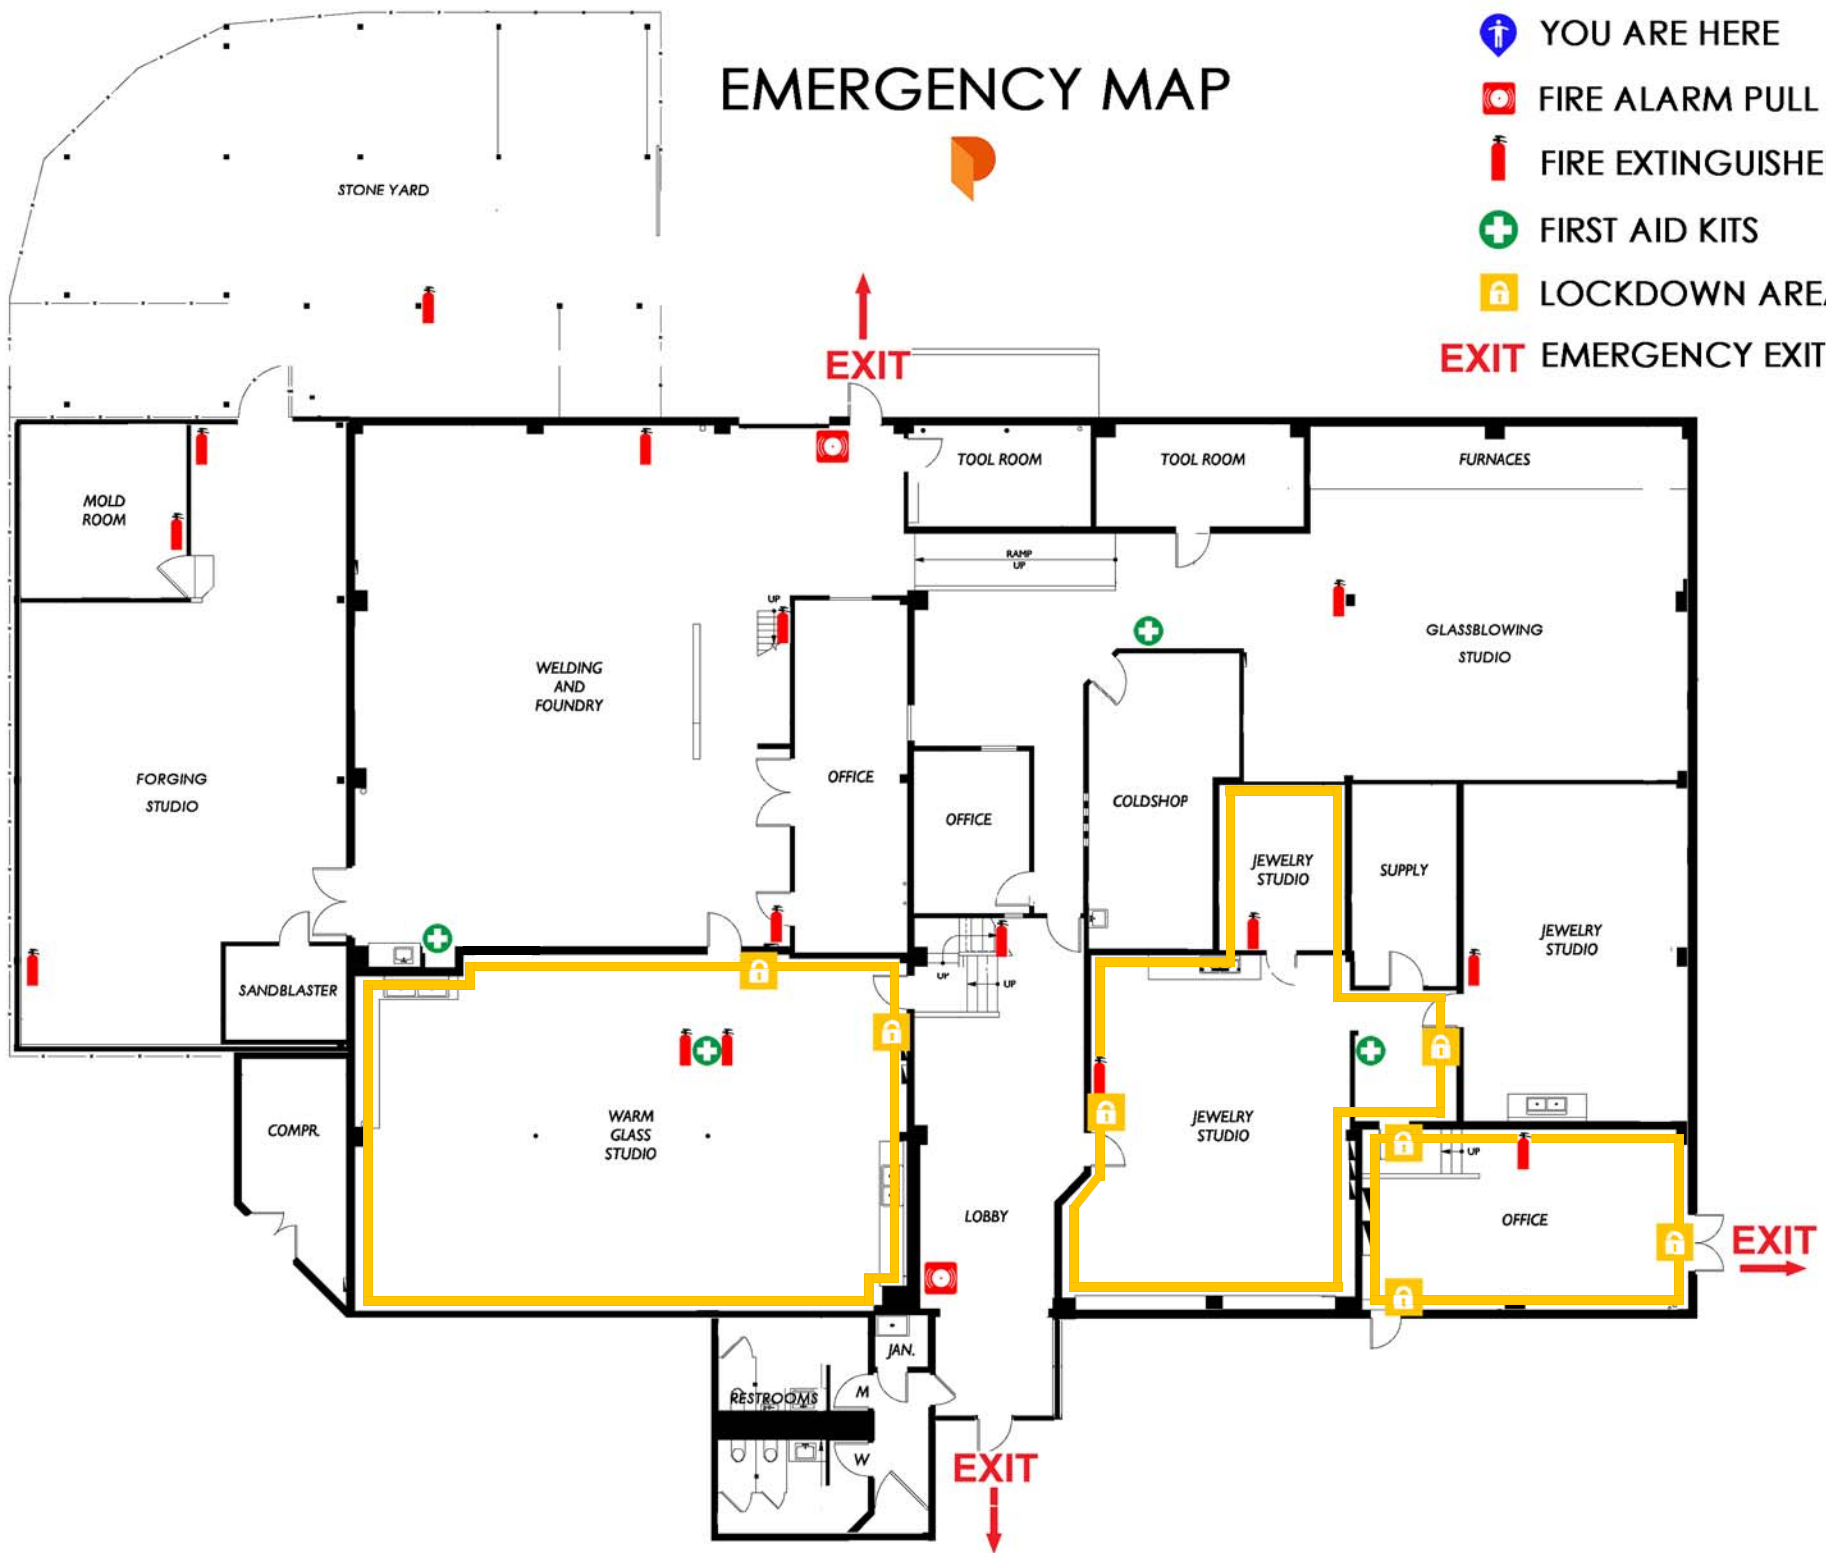 YOU ARE HERE
EMERGENCY MAP
FIRE ALARM PULL
FIRE EXTINGUISHE
STONE YARD
FIRST AID KITS
LOCKDOWN AREA
EXIT
EXIT EMERGENCY EXIT
TOOL ROOM
TOOL ROOM
FURNACES
MOLD
ROOM
RAMP
UP
UP
GLASSBLOWING
STUDIO
WELDING
AND
FOUNDRY
FORGING
STUDIO
OFFICE
COLDSHOP
OFFICE
JEWELRY
STUDIO
SUPPLY
JEWELRY
STUDIO
UP
UP
SANDBLASTER
COMPR.
WARM
GLASS
STUDIO
JEWELRY
STUDIO
UP
LOBBY
OFFICE
EXIT
JAN.
RESTROOMS
M
W
EXIT